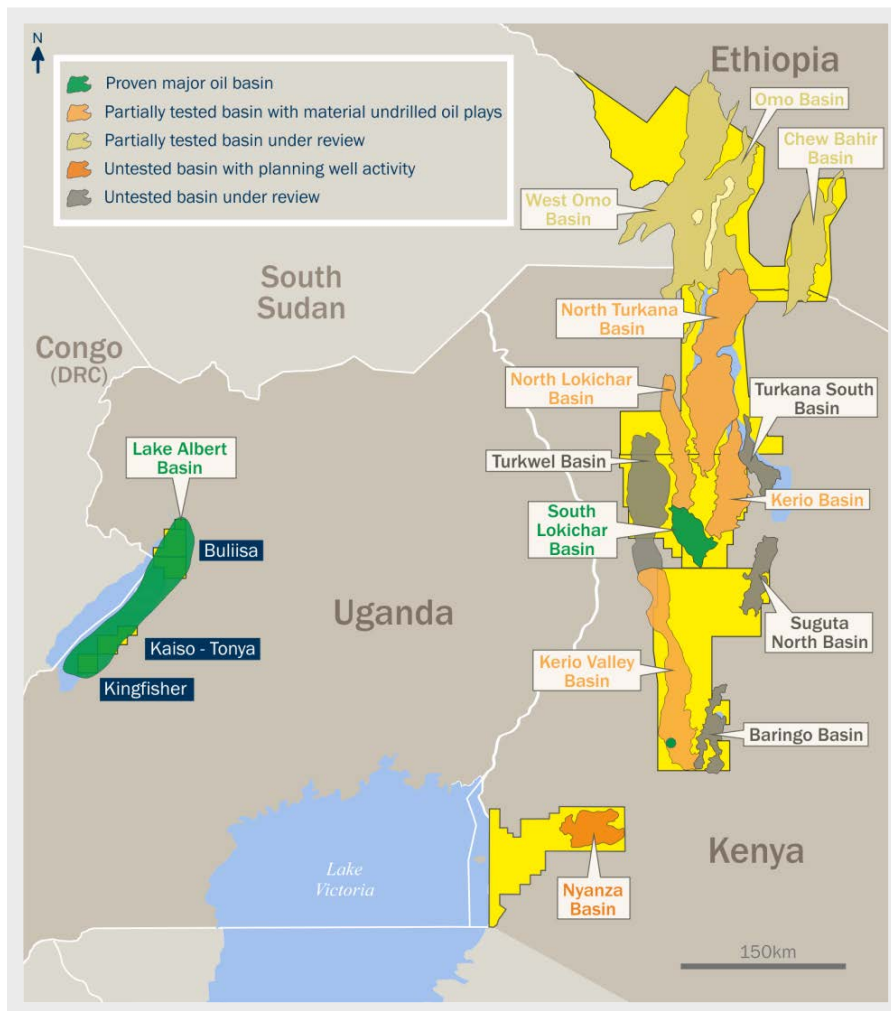 N
Proven major oil basin
Partially tested basin with material undrilled oil plays
Partially tested basin under review
Untested basin with planning well activity
Untested basin under review
Ethiopia
Omo Basin
Chew Bahir
Basin
West Omo
Basin
South
Sudan
North Turkana
Basin
Congo
(DRC)
North Lokichar
Basin
Turkana South
Basin
Lake Albert
Basin
Turkwel Basin
Kerio Basin
South
Lokichar
Basin
Buliisa
Uganda
Suguta
North Basin
Kaiso - Tonya
Kerio Valley
Basin
Kingfisher
Baringo Basin
Lake
Victoria
Kenya
Nyanza
Basin
150km